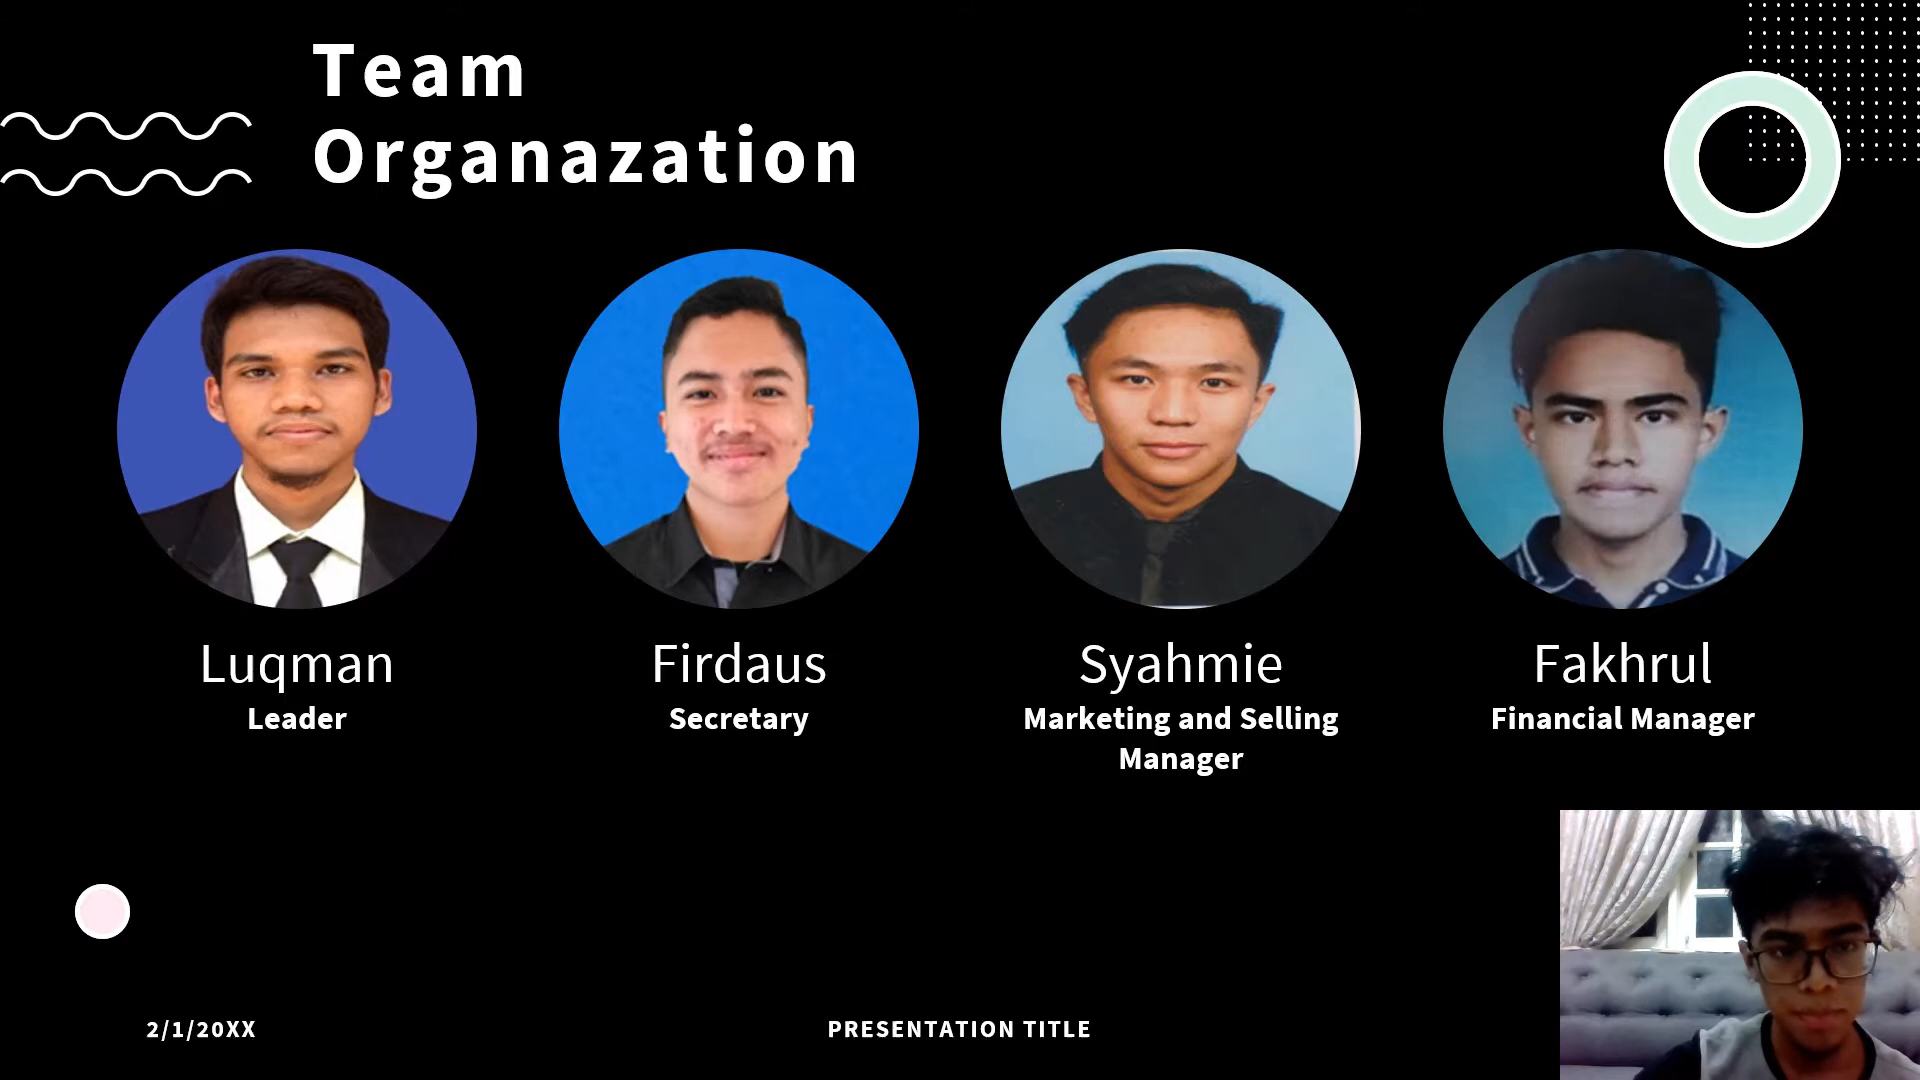 Team
Organazation
Luqman
Leader
Firdaus
Secretary
Syahmie
Marketing and Selling
Manager
Fakhrul
Financial Manager
2/1/20XX
PRESENTATION TITLE